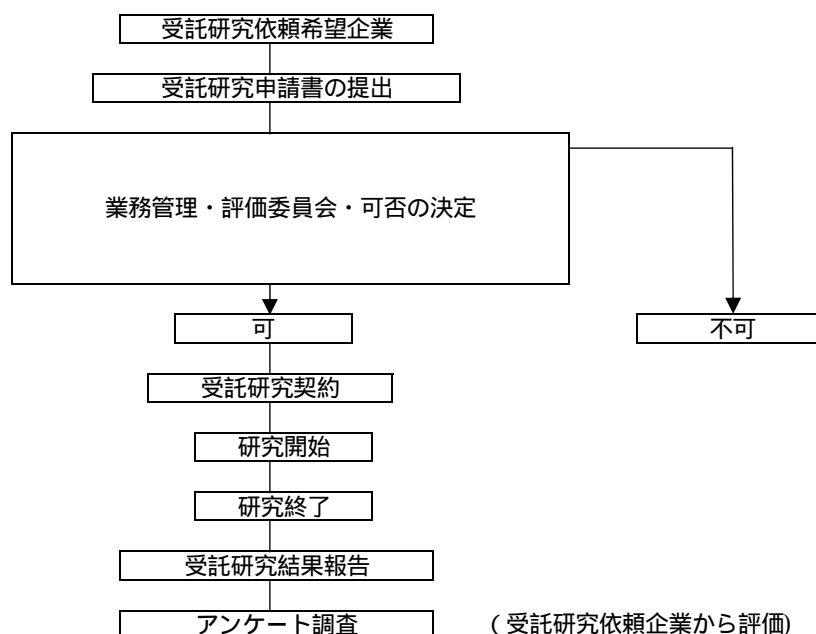 受託研究依頼希望企業
受託研究申請書の提出
業務管理・評価委員会・可否の決定
可
不可
受託研究契約
研究開始
研究終了
受託研究結果報告
アンケート調査
(受託研究依頼企業から評価)